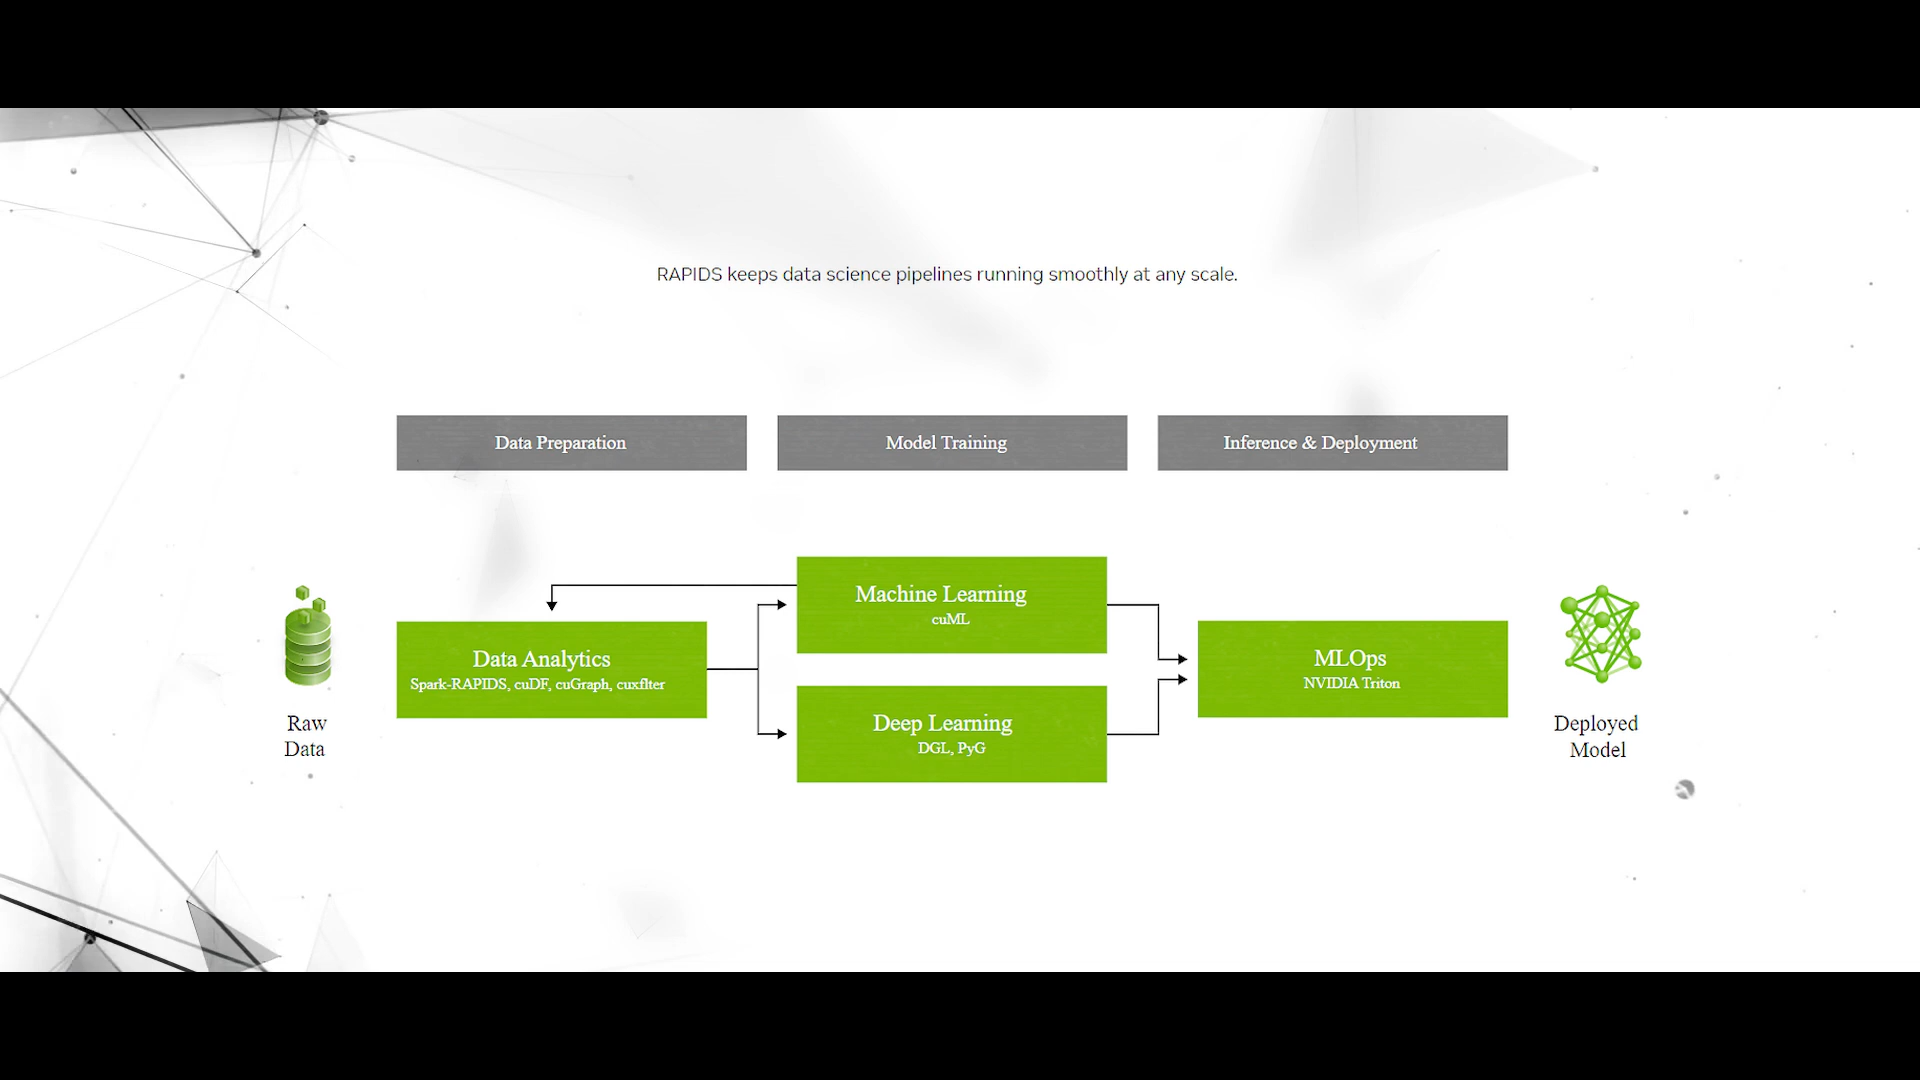 RAPIDS keeps data science pipelines running smoothly at any scale.
Data Preparation
Model Training
Inference & Deployment
Raw
Data
Data Analytics
Spark-RAPIDS, cuDF, cuGraph, cuxflter
Machine Learning
cuML
Deep Learning
DGL, PyG
MLOps
NVIDIA Triton
Deployed
Model